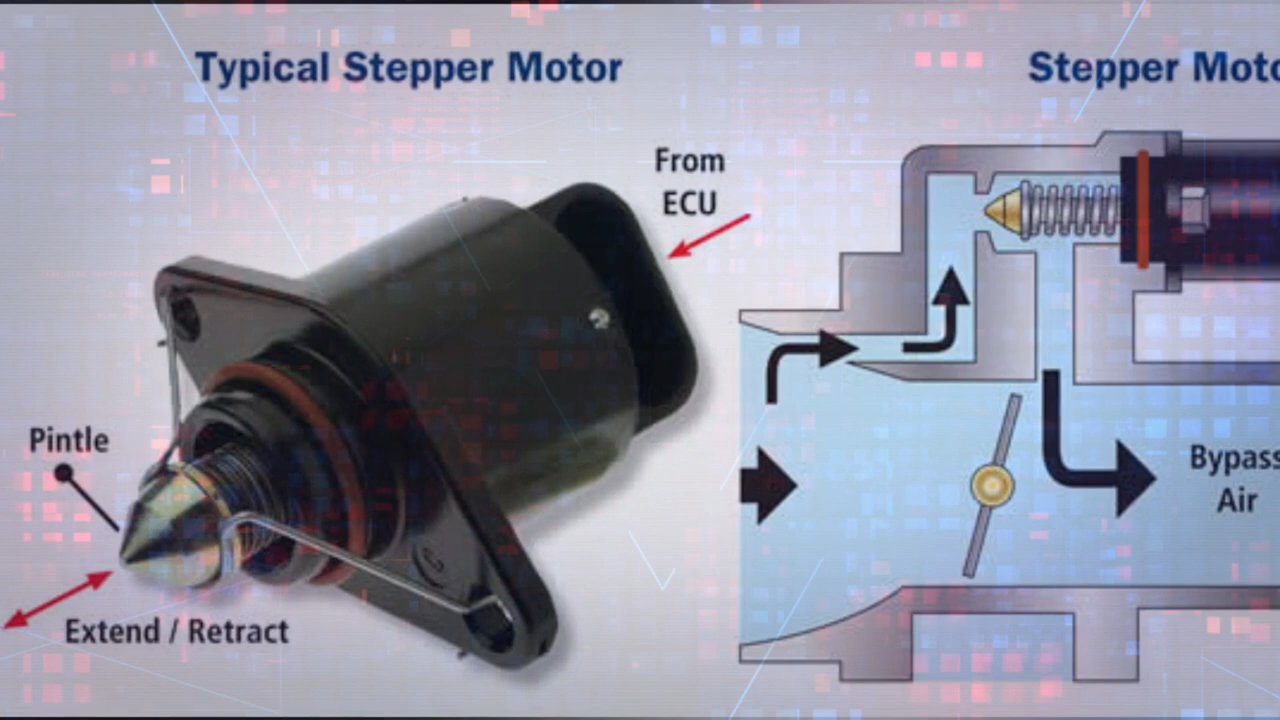 Typical Stepper Motor
Stepper Moto
From
ECU
Pintle
Extend / Retract
Bypass
Air